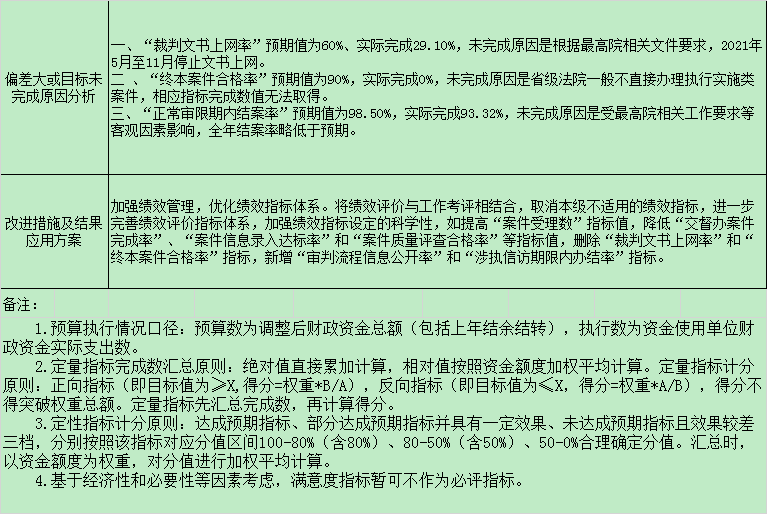 偏差大或目标未
完成原因分析
一、“裁判文书上网率”预期值为60%、实际完成29.10%，未完成原因是根据最高院相关文件要求，2021年
5月至11月停止文书上网。
二 、“终本案件合格率”预期值为90%，实际完成0%，未完成原因是省级法院一般不直接办理执行实施类
案件，相应指标完成数值无法取得。
三、“正常审限期内结案率”预期值为98.50%，实际完成93.32%，未完成原因是受最高院相关工作要求等
客观因素影响，全年结案率略低于预期。
改进措施及结果
应用方案
加强绩效管理，优化绩效指标体系。将绩效评价与工作考评相结合，取消本级不适用的绩效指标，进一步
完善绩效评价指标体系，加强绩效指标设定的科学性，如提高“案件受理数”指标值，降低“交督办案件
完成率”、“案件信息录入达标率”和“案件质量评查合格率”等指标值，删除“裁判文书上网率”和“
终本案件合格率”指标，新增“审判流程信息公开率”和“涉执信访期限内办结率”指标。
备注：
1.预算执行情况口径：预算数为调整后财政资金总额（包括上年结余结转），执行数为资金使用单位财
政资金实际支出数。
2.定量指标完成数汇总原则：绝对值直接累加计算，相对值按照资金额度加权平均计算。定量指标计分
原则：正向指标（即目标值为≥X,得分=权重*B/A），反向指标（即目标值为≤X，得分=权重*A/B），得分不
得突破权重总额。定量指标先汇总完成数，再计算得分。
3.定性指标计分原则：达成预期指标、部分达成预期指标并具有一定效果、未达成预期指标且效果较差
三档，分别按照该指标对应分值区间100-80%（含80%）、80-50%（含50%）、50-0%合理确定分值。汇总时，
以资金额度为权重，对分值进行加权平均计算。
4.基于经济性和必要性等因素考虑，满意度指标暂可不作为必评指标。